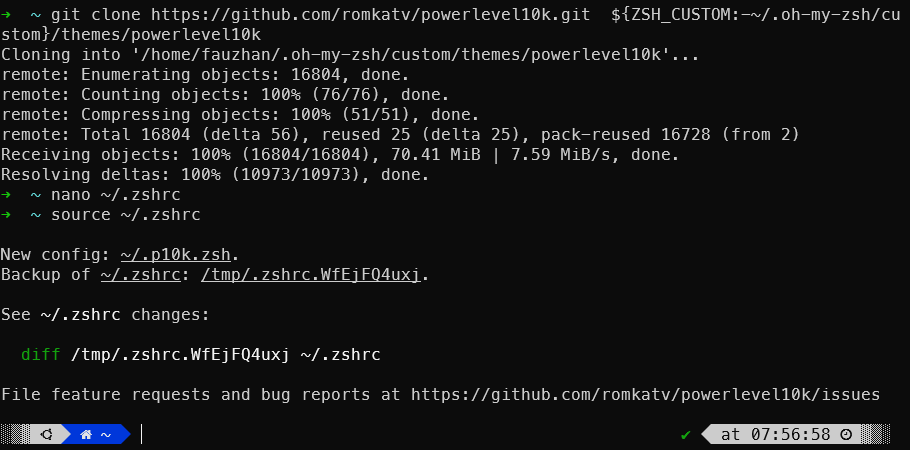 ➜  ~ git clone https://github.com/romkatv/powerlevel10k.git  ${ZSH_CUSTOM:-~/.oh-my-zsh/cu
stom}/themes/powerlevel10k
Cloning into '/home/fauzhan/.oh-my-zsh/custom/themes/powerlevel10k'...
remote: Enumerating objects: 16804, done.
remote: Counting objects: 100% (76/76), done.
remote: Compressing objects: 100% (51/51), done.
remote: Total 16804 (delta 56), reused 25 (delta 25), pack-reused 16728 (from 2)
Receiving objects: 100% (16804/16804), 70.41 MiB | 7.59 MiB/s, done.
Resolving deltas: 100% (10973/10973), done.
➜  ~ nano ~/.zshrc
➜  ~ source ~/.zshrc
New config: ~/.p10k.zsh.
Backup of ~/.zshrc: /tmp/.zshrc.WfEjFQ4uxj.
See ~/.zshrc changes:
diff /tmp/.zshrc.WfEjFQ4uxj ~/.zshrc
File feature requests and bug reports at https://github.com/romkatv/powerlevel10k/issues
~ ✔ at 07:56:58